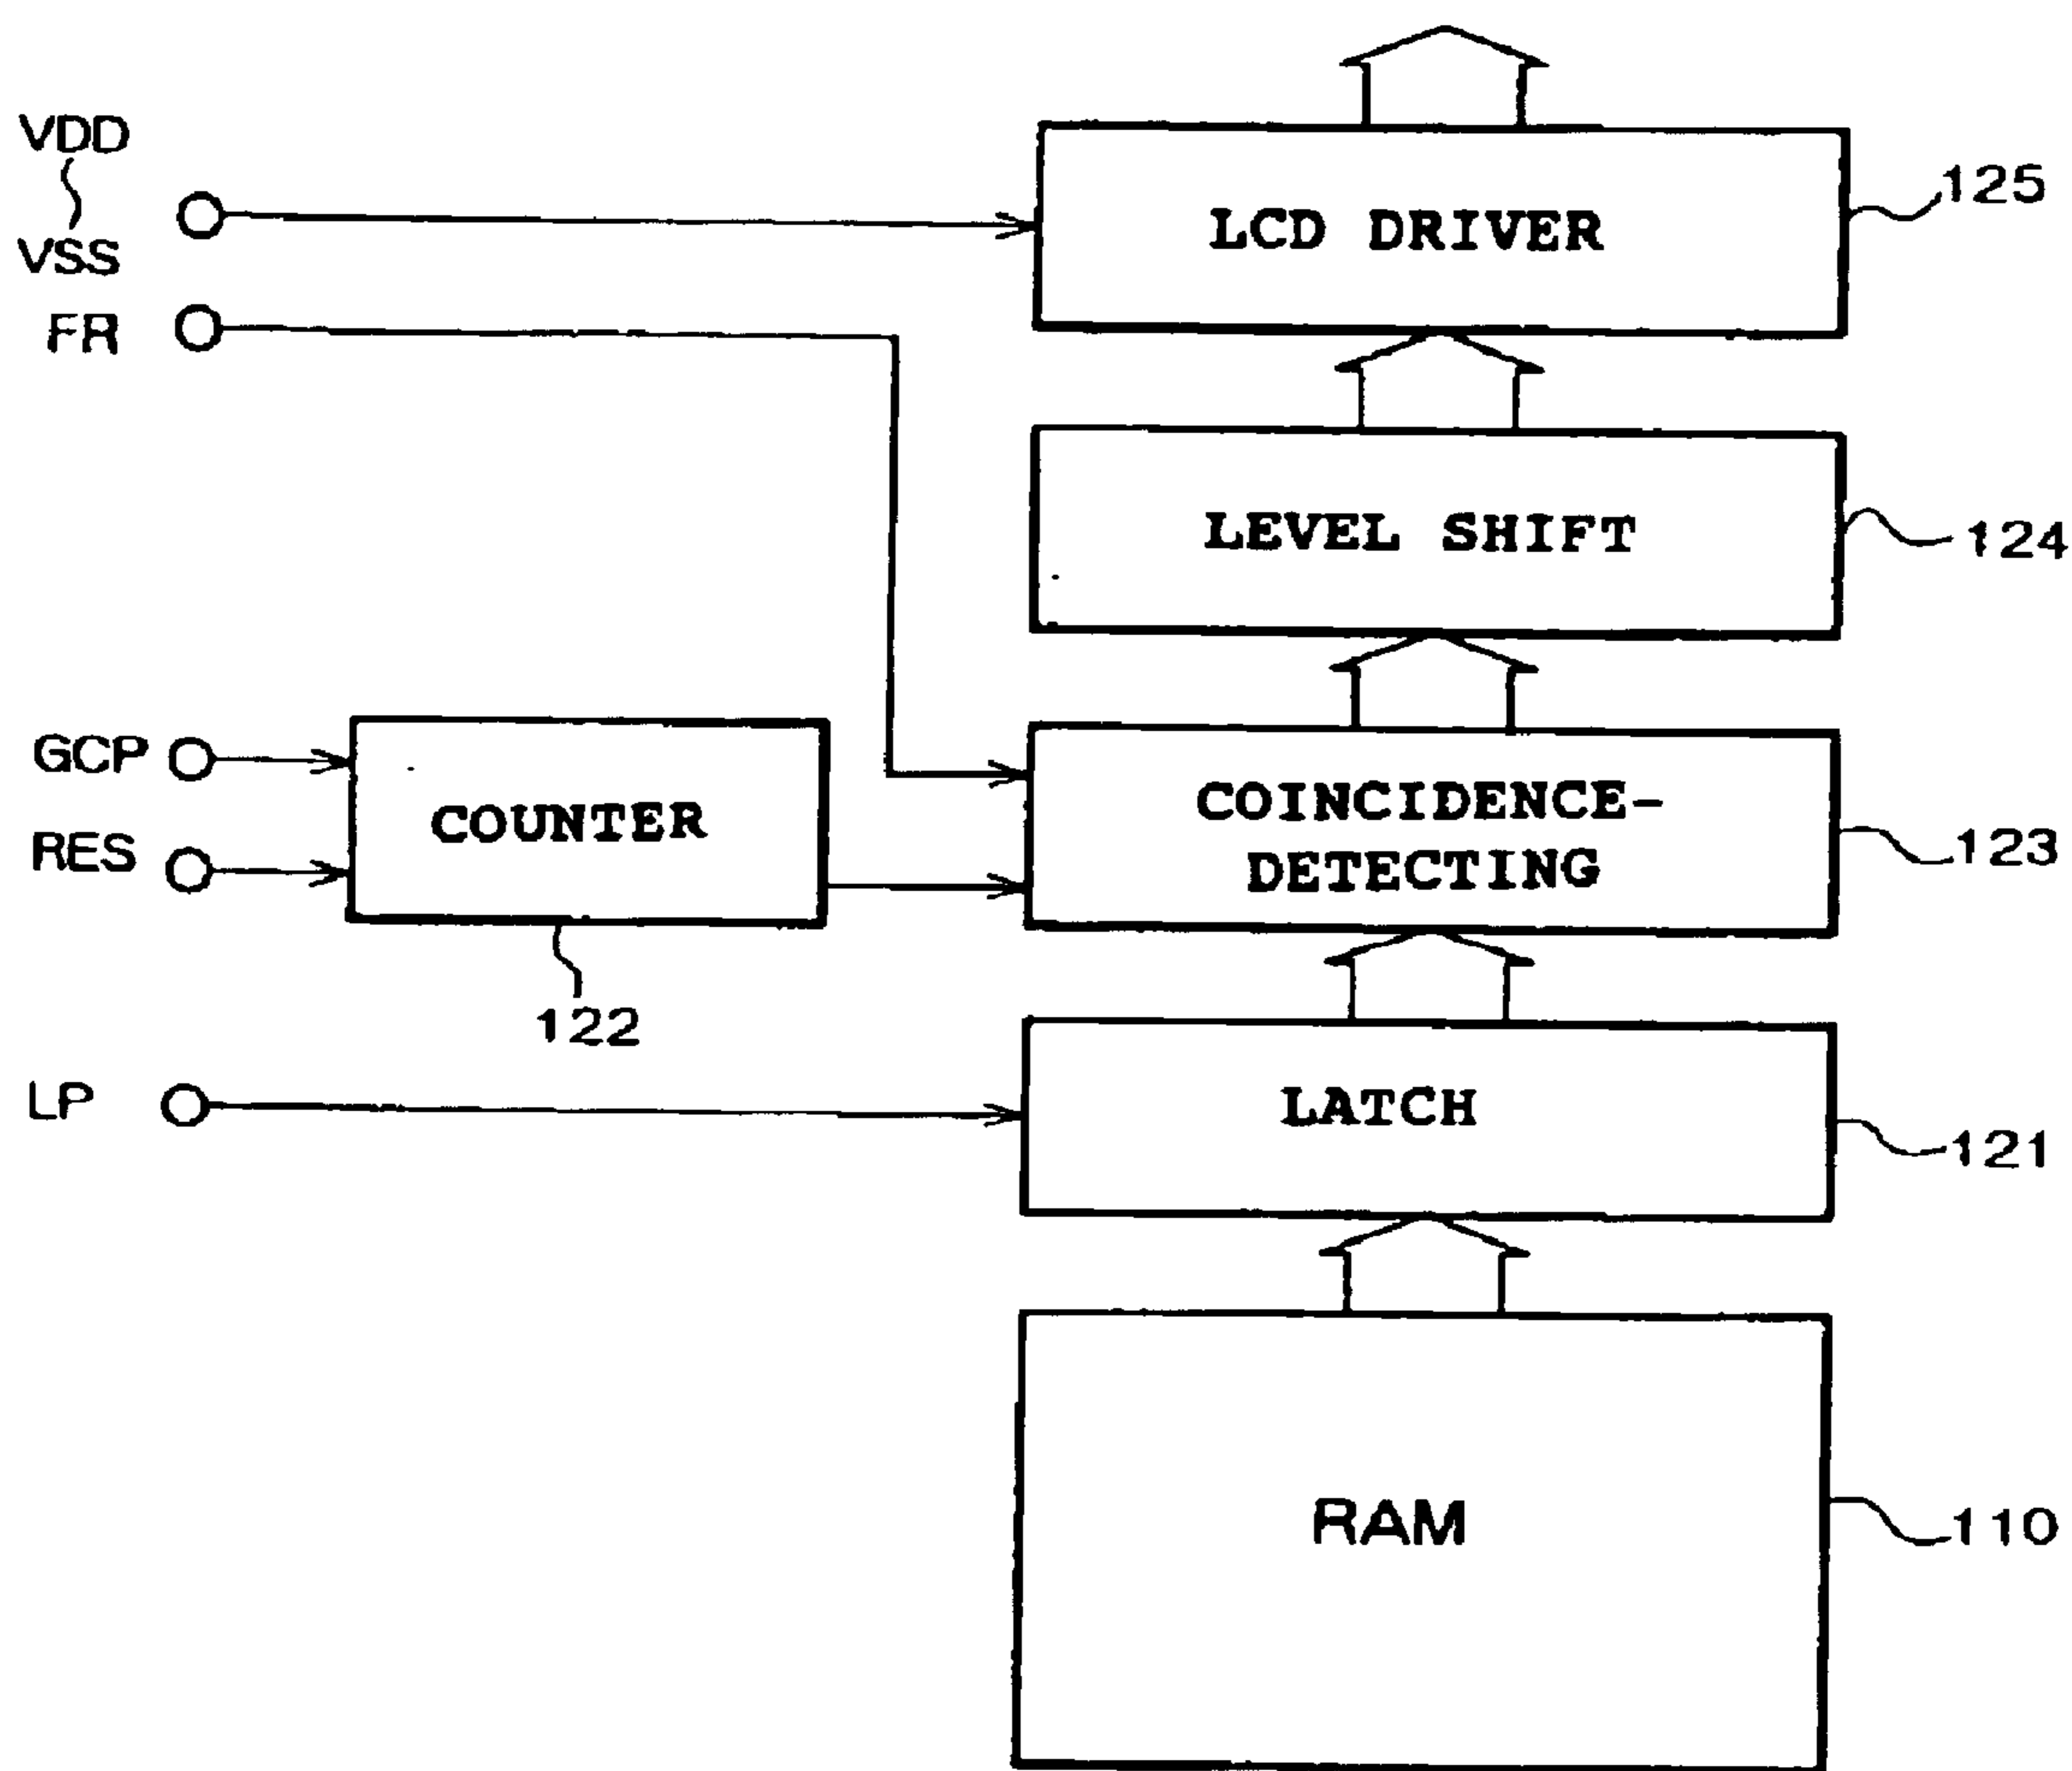 VDD
VSS
FR
LCD DRIVER
125
LEVEL SHIFT
124
GCP
RES
COUNTER
122
COINCIDENCE-
DETECTING
123
LP
LATCH
121
RAM
110